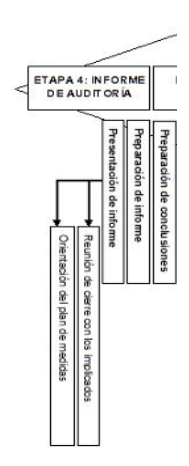 ETAPA 4: INFORME
DE AUDITORÍA
Preparación de conclusiones
Preparación de informe
Presentación de informe
Reunión de cierre con los implicados
Orientación del plan de medidas